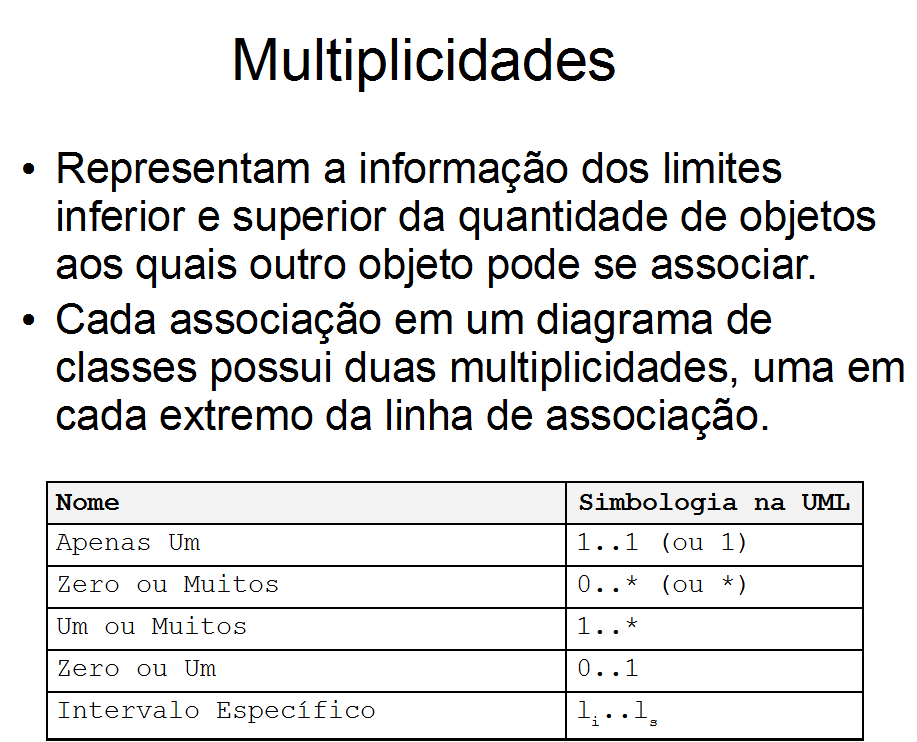 Multiplicidades
• Representam a informação dos limites
inferior e superior da quantidade de objetos
aos quais outro objeto pode se associar.
• Cada associação em um diagrama de
classes possui duas multiplicidades, uma em
cada extremo da linha de associação.
Nome Simbologia na UML
Apenas Um 1..1 (ou 1)
Zero ou Muitos 0..* (ou *)
Um ou Muitos 1..*
Zero ou Um 0..1
Intervalo Específico lᵢ..lₛ